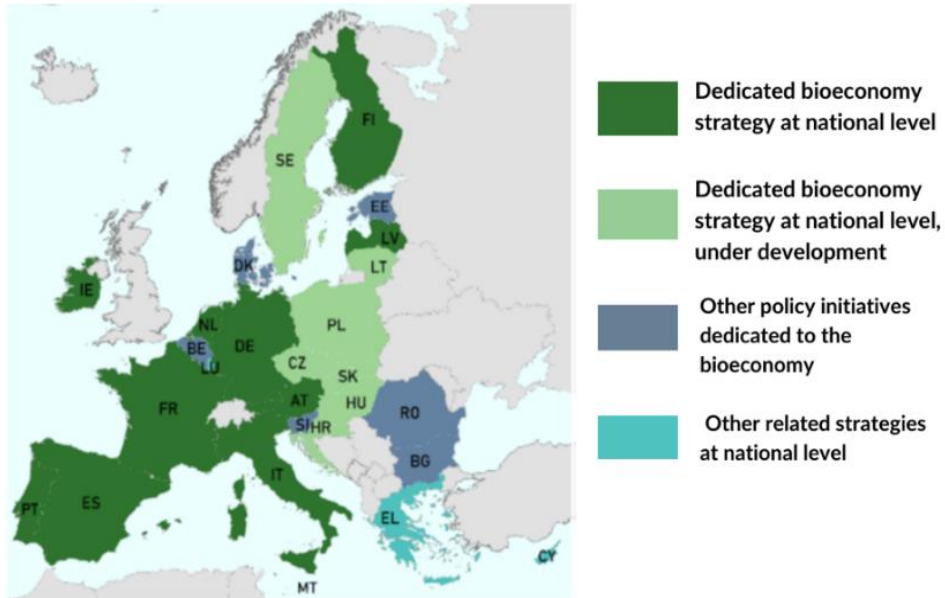 FI
SE
EE
LV
DK
LT
IE
NL
PL
BE
DE
LU
CZ
SK
AT
HU
FR
RO
SI
HR
BG
IT
PT
ES
EL
CY
MT
Dedicated bioeconomy
strategy at national level
Dedicated bioeconomy
strategy at national level,
under development
Other policy initiatives
dedicated to the
bioeconomy
Other related strategies
at national level